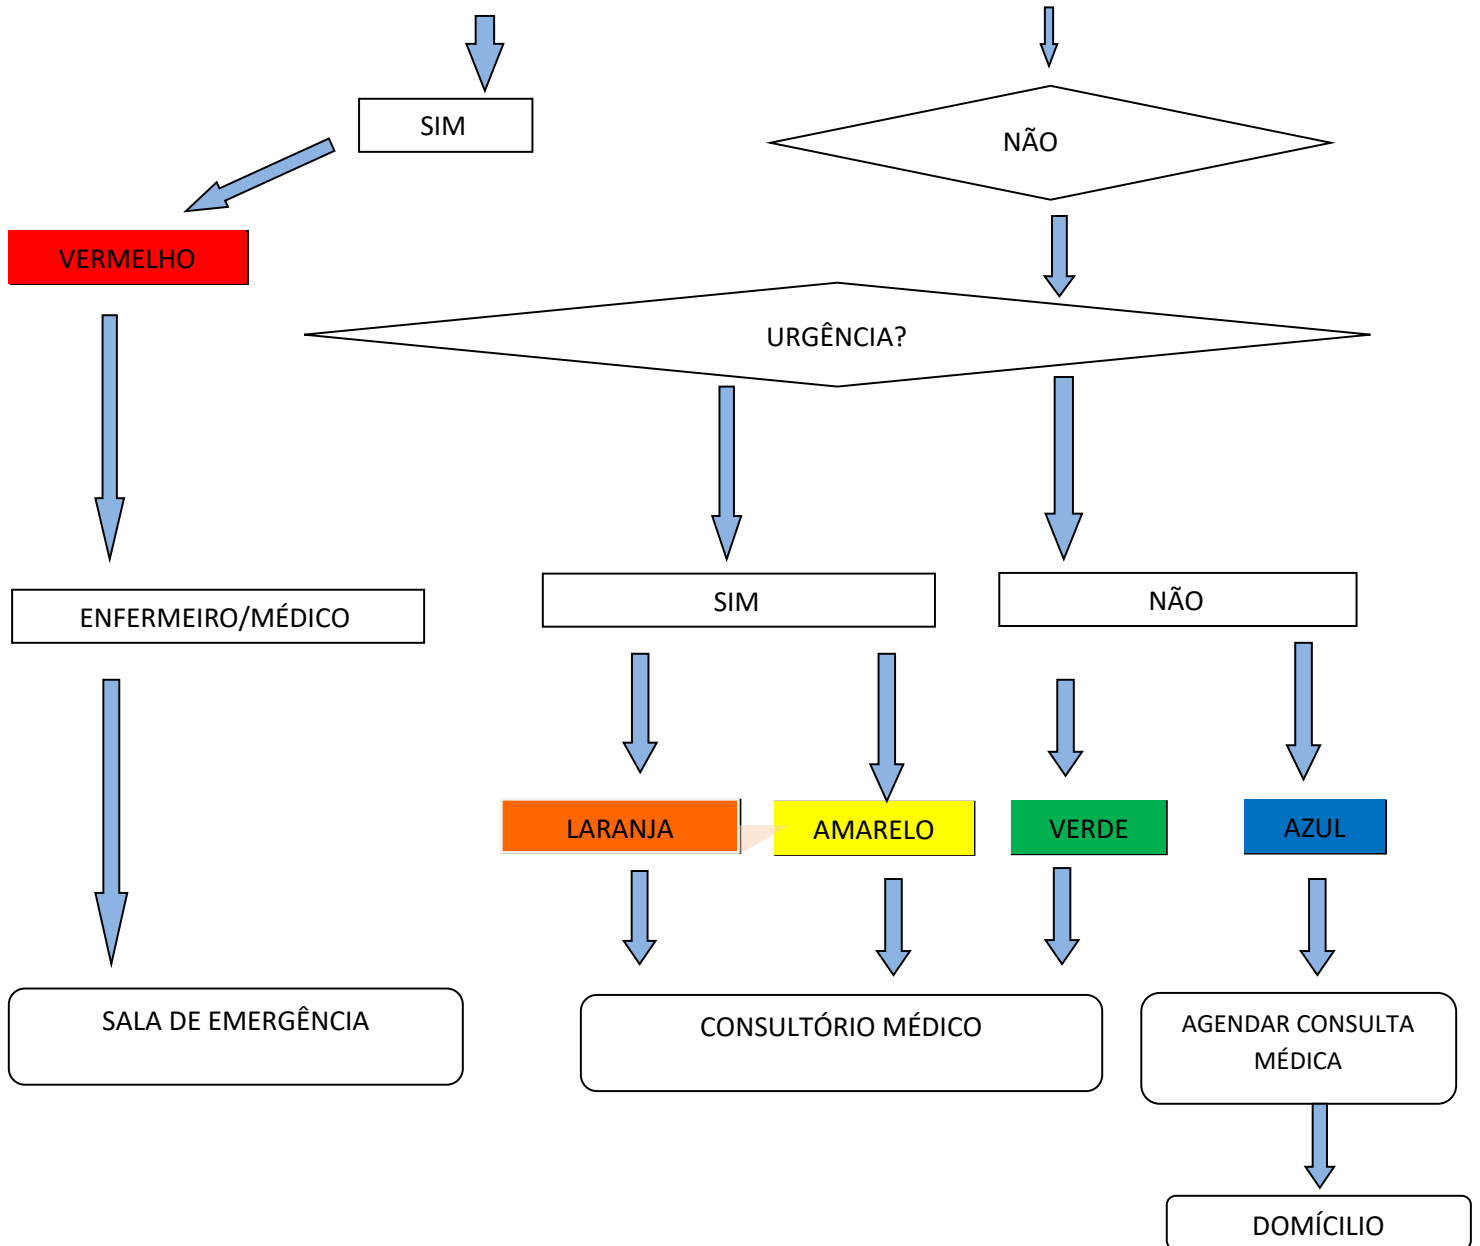 SIM
NÃO
VERMELHO
URGÊNCIA?
ENFERMEIRO/MÉDICO
SIM
NÃO
LARANJA
AMARELO
VERDE
AZUL
SALA DE EMERGÊNCIA
CONSULTÓRIO MÉDICO
AGENDAR CONSULTA
MÉDICA
DOMÍCILIO